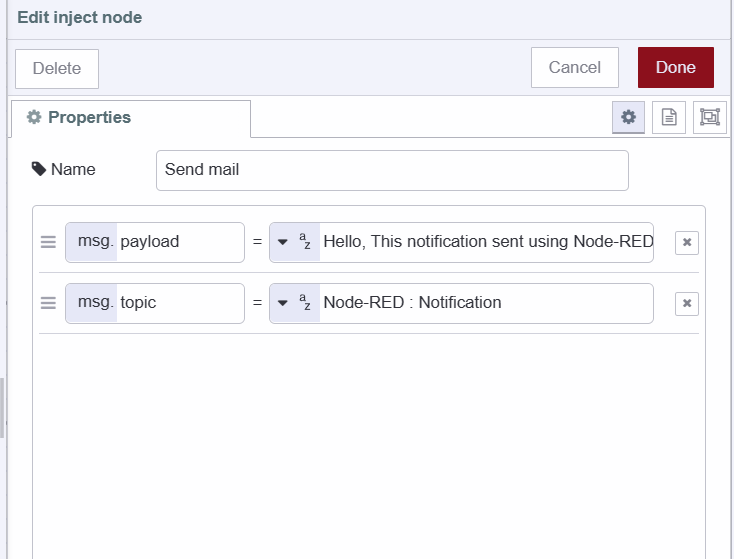 Edit inject node
Delete Cancel Done
Properties
Name Send mail
msg. payload = az Hello, This notification sent using Node-RED
msg. topic = az Node-RED : Notification